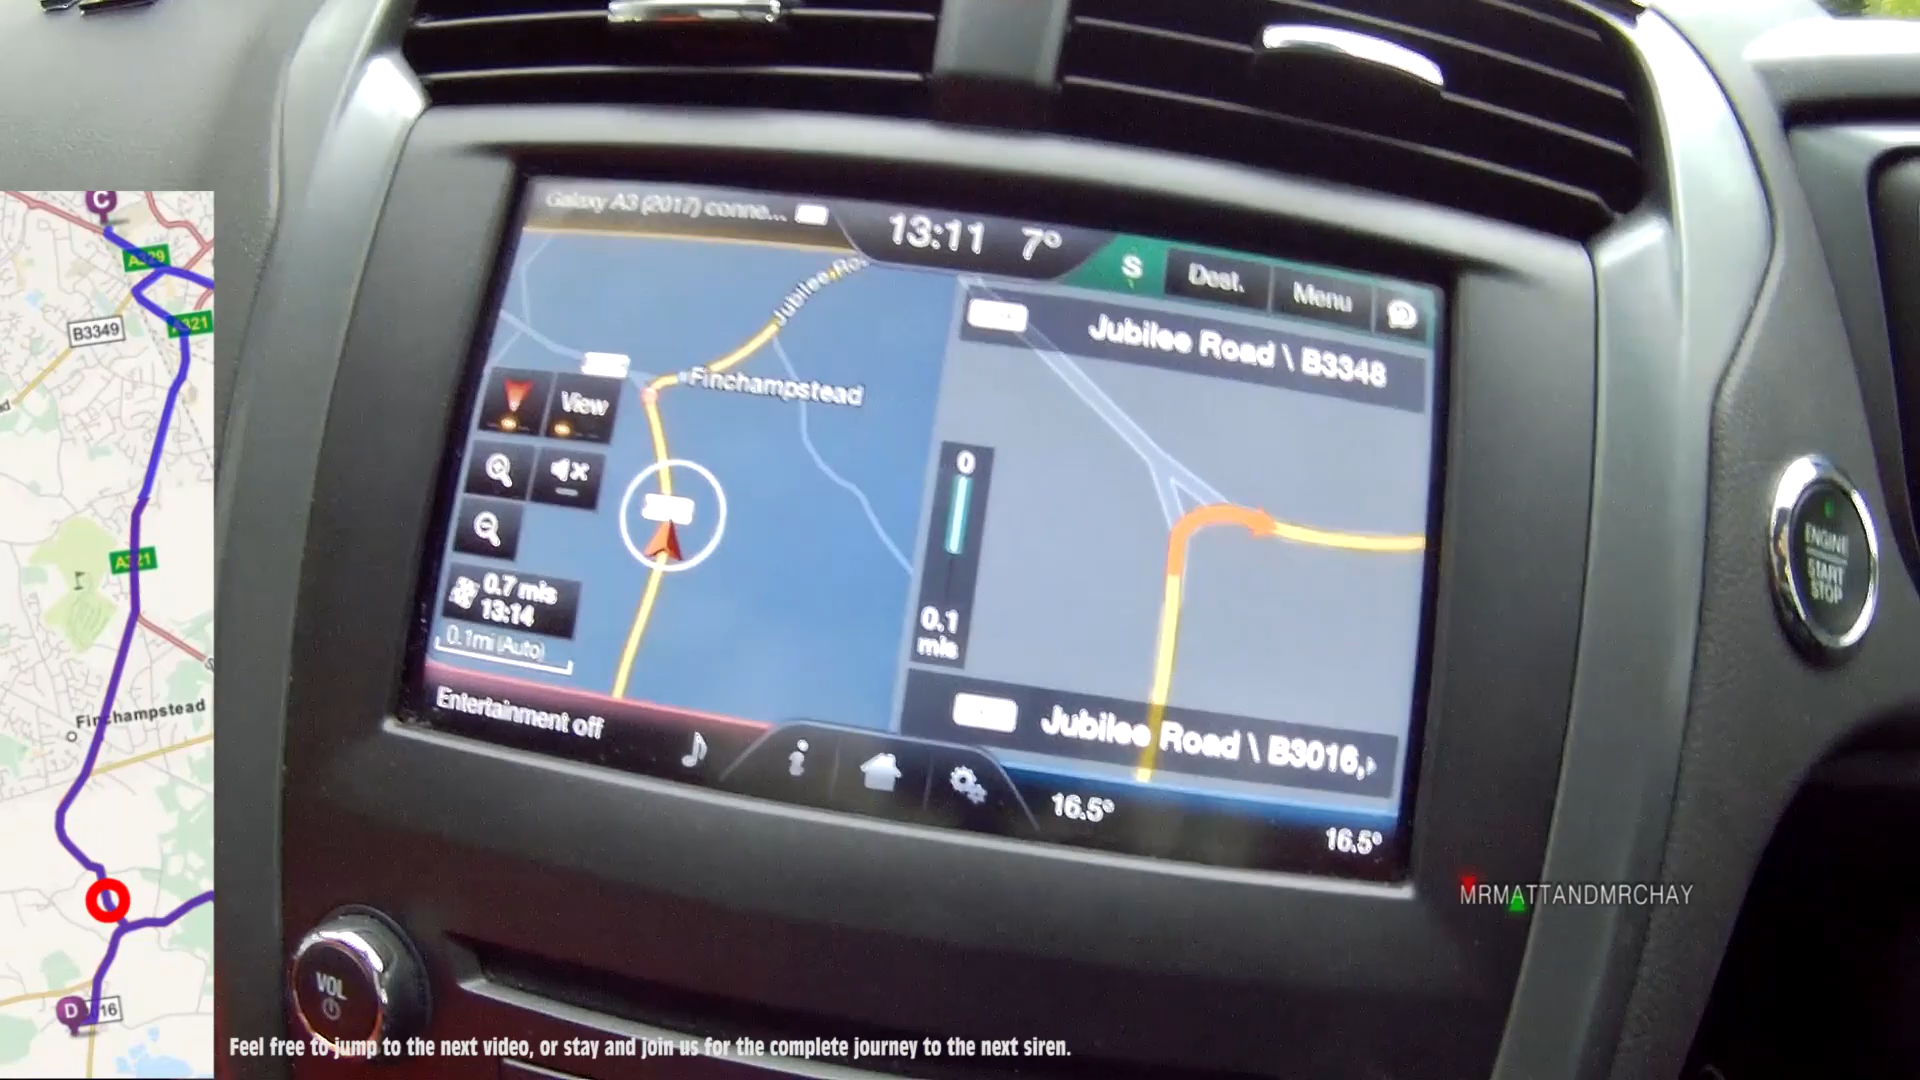 Galaxy A3 (2017) conne...
13:11 7°
S
Dest.
Menu
Jubilee Road \ B3348
Jubilee Ro
Finchampstead
View
0
0.1
mls
0.7 mls
13:14
0.1mi (Auto)
Jubilee Road \ B3016,
Entertainment off
16.5°
16.5°
ENGINE
START
STOP
VOL
C
A329
A321
B3349
A321
Finchampstead
D
16
MRMATTANDMRCHAY
Feel free to jump to the next video, or stay and join us for the complete journey to the next siren.